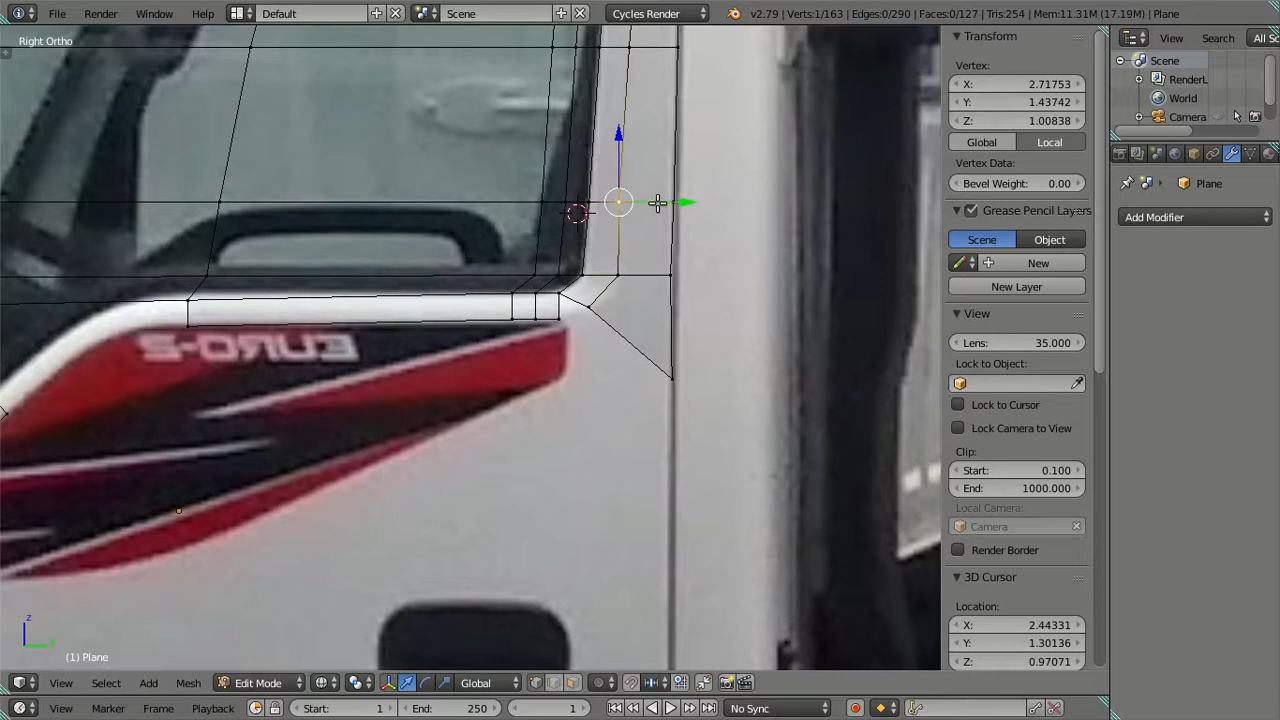 File Render Window Help Default Scene Cycles Render v2.79 | Verts:1/163 | Edges:0/290 | Faces:0/127 | Tris:254 | Mem:11.31M (17.19M) | Plane
Right Ortho
EURO-2
z
y
(1) Plane
Transform
Vertex:
X: 2.71753
Y: 1.43742
Z: 1.00838
Global Local
Vertex Data:
Bevel Weight: 0.00
Grease Pencil Layers
Scene Object
New
New Layer
View
Lens: 35.000
Lock to Object:
Lock to Cursor
Lock Camera to View
Clip:
Start: 0.100
End: 1000.000
Local Camera:
Camera
Render Border
3D Cursor
Location:
X: 2.44331
Y: 1.30136
Z: 0.97071
View Search All Sc
Scene
RenderL
World
Camera
Plane
Add Modifier
View Select Add Mesh Edit Mode Global
View Marker Frame Playback Start: 1 End: 250 1 No Sync